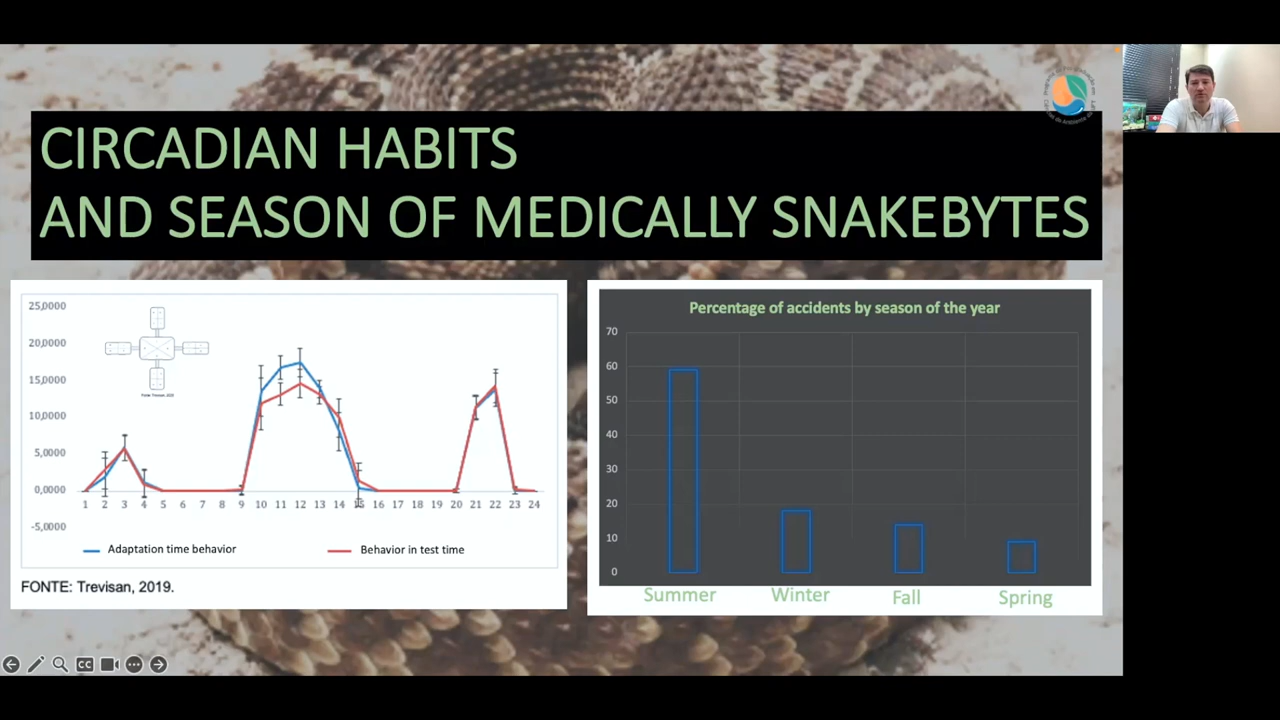 CIRCADIAN HABITS
AND SEASON OF MEDICALLY SNAKEBYTES
25,0000
20,0000
15,0000
10,0000
5,0000
0,0000
-5,0000
1 2 3 4 5 6 7 8 9 10 11 12 13 14 15 16 17 18 19 20 21 22 23 24
Adaptation time behavior
Behavior in test time
FONTE: Trevisan, 2019.
Percentage of accidents by season of the year
70
60
50
40
30
20
10
0
Summer Winter Fall Spring
CC